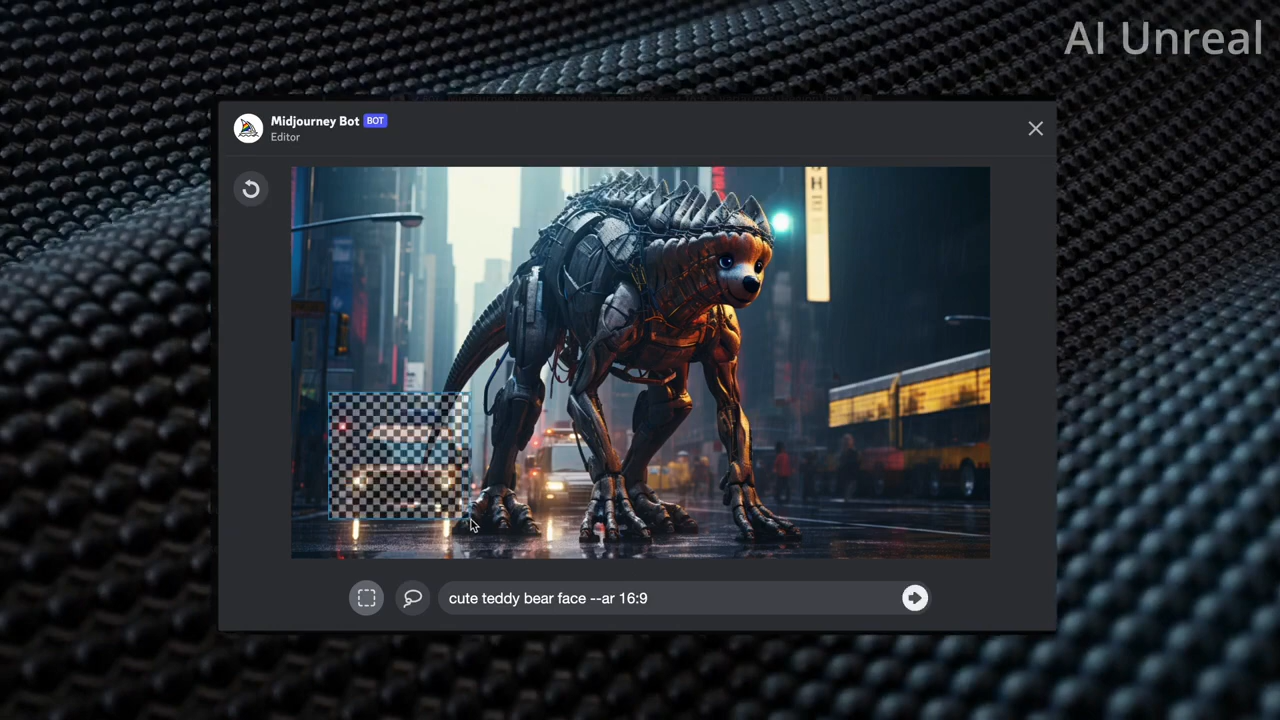 AI Unreal
Midjourney Bot BOT
Editor
H
cute teddy bear face --ar 16:9